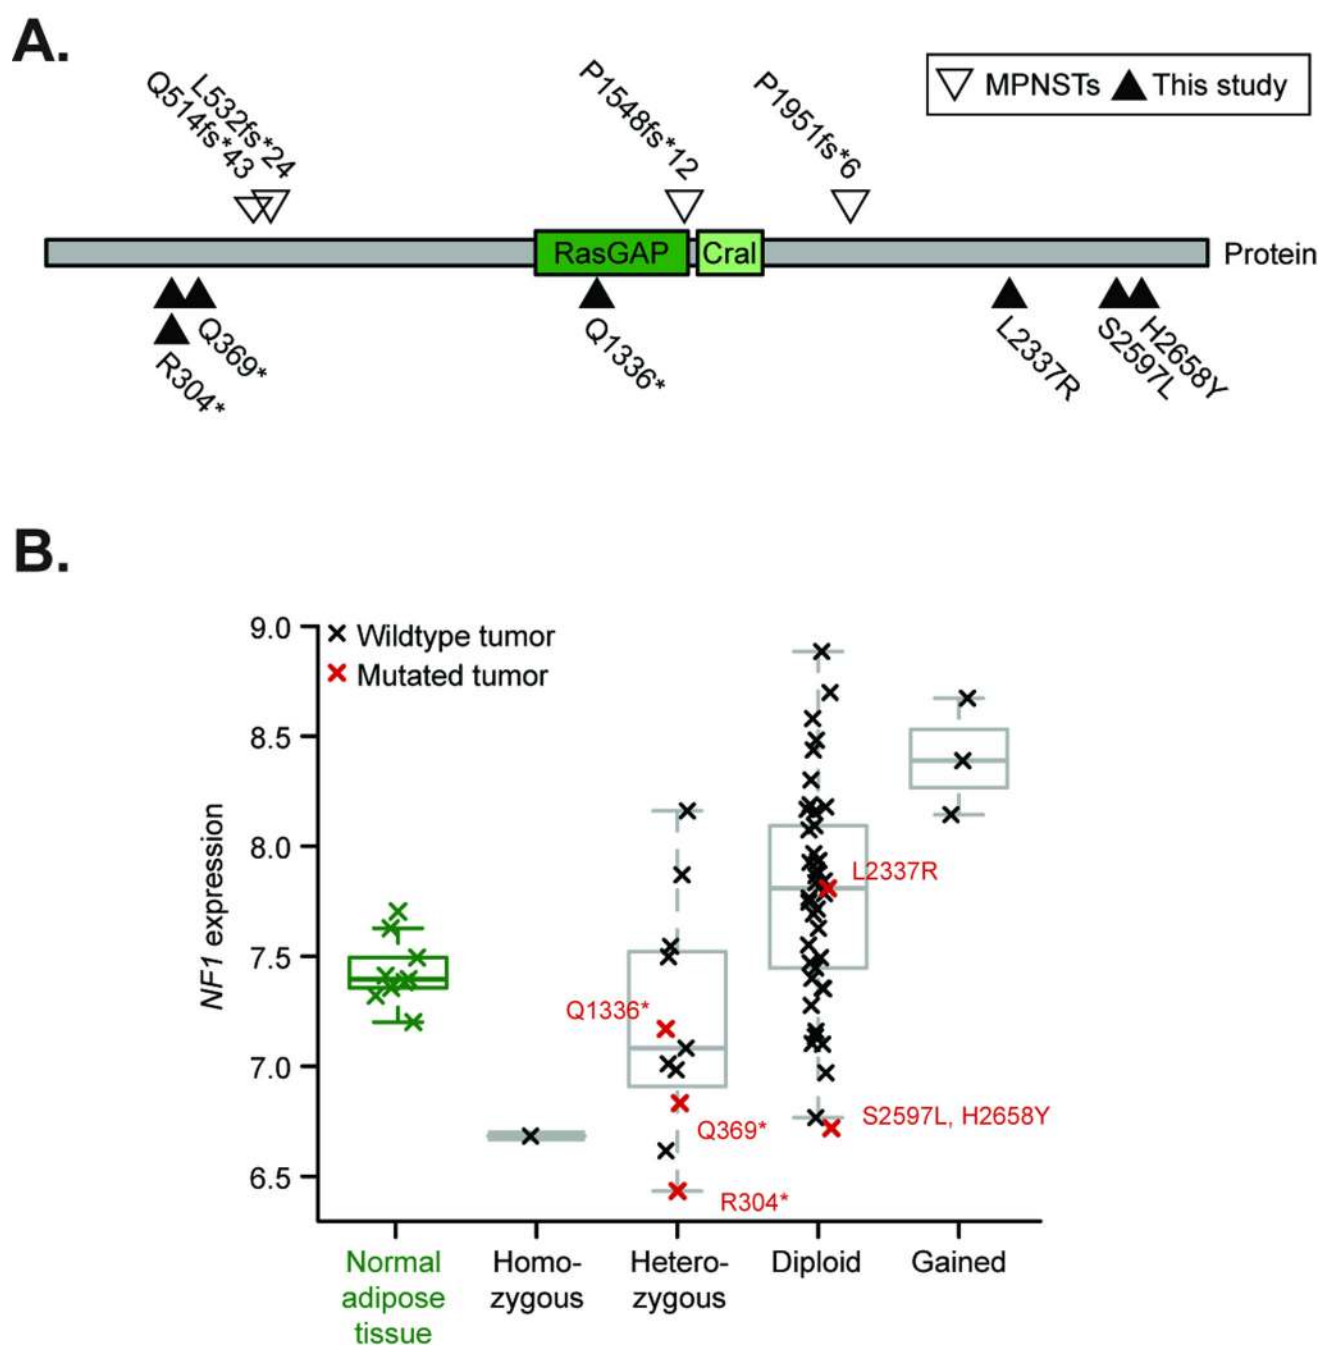 A.
MPNSTs
This study
Q514fs*43
L532fs*24
P1548fs*12
P1951fs*6
RasGAP
Cral
Protein
R304*
Q369*
Q1336*
L2337R
S2597L
H2658Y
B.
Wildtype tumor
Mutated tumor
NF1 expression
9.0
8.5
8.0
7.5
7.0
6.5
L2337R
Q1336*
Q369*
S2597L, H2658Y
R304*
Normal
adipose
tissue
Homo-
zygous
Hetero-
zygous
Diploid
Gained